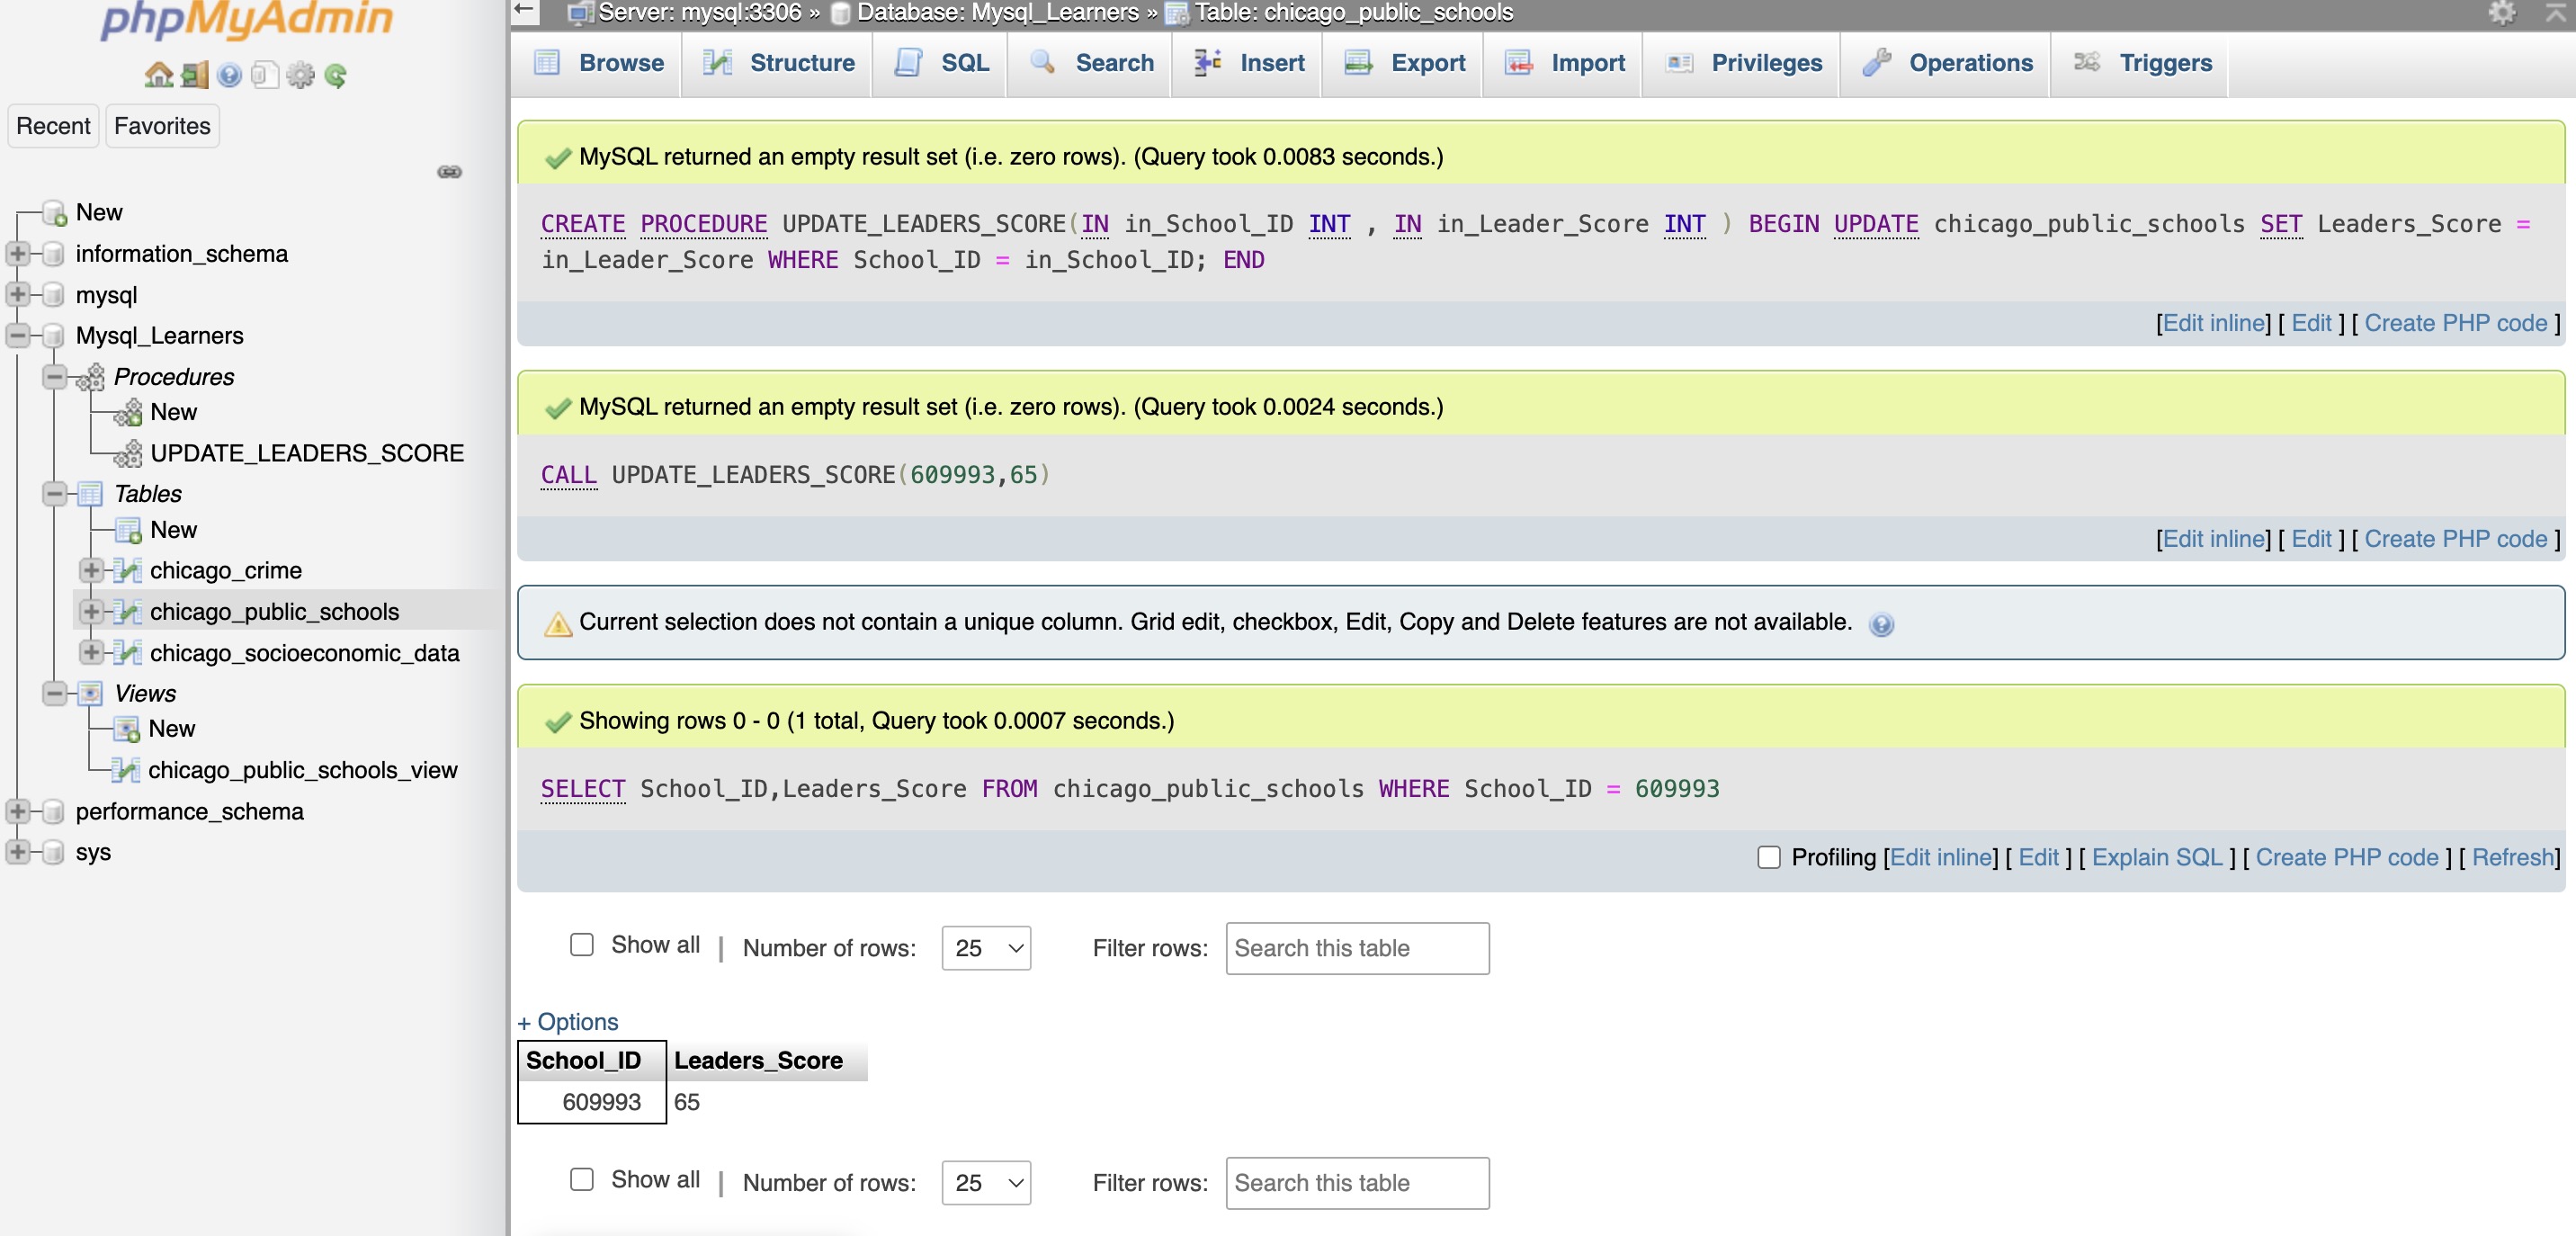 phpMyAdmin
Recent Favorites
New
information_schema
mysql
Mysql_Learners
Procedures
New
UPDATE_LEADERS_SCORE
Tables
New
chicago_crime
chicago_public_schools
chicago_socioeconomic_data
Views
New
chicago_public_schools_view
performance_schema
sys
Server: mysql:3306 » Database: Mysql_Learners » Table: chicago_public_schools
Browse Structure SQL Search Insert Export Import Privileges Operations Triggers
MySQL returned an empty result set (i.e. zero rows). (Query took 0.0083 seconds.)
CREATE PROCEDURE UPDATE_LEADERS_SCORE(IN in_School_ID INT , IN in_Leader_Score INT ) BEGIN UPDATE chicago_public_schools SET Leaders_Score =
in_Leader_Score WHERE School_ID = in_School_ID; END
[Edit inline] [ Edit ] [ Create PHP code ]
MySQL returned an empty result set (i.e. zero rows). (Query took 0.0024 seconds.)
CALL UPDATE_LEADERS_SCORE(609993,65)
[Edit inline] [ Edit ] [ Create PHP code ]
Current selection does not contain a unique column. Grid edit, checkbox, Edit, Copy and Delete features are not available.
Showing rows 0 - 0 (1 total, Query took 0.0007 seconds.)
SELECT School_ID,Leaders_Score FROM chicago_public_schools WHERE School_ID = 609993
Profiling [Edit inline] [ Edit ] [ Explain SQL ] [ Create PHP code ] [ Refresh]
Show all | Number of rows: 25 Filter rows: Search this table
+ Options
School_ID Leaders_Score
609993 65
Show all | Number of rows: 25 Filter rows: Search this table